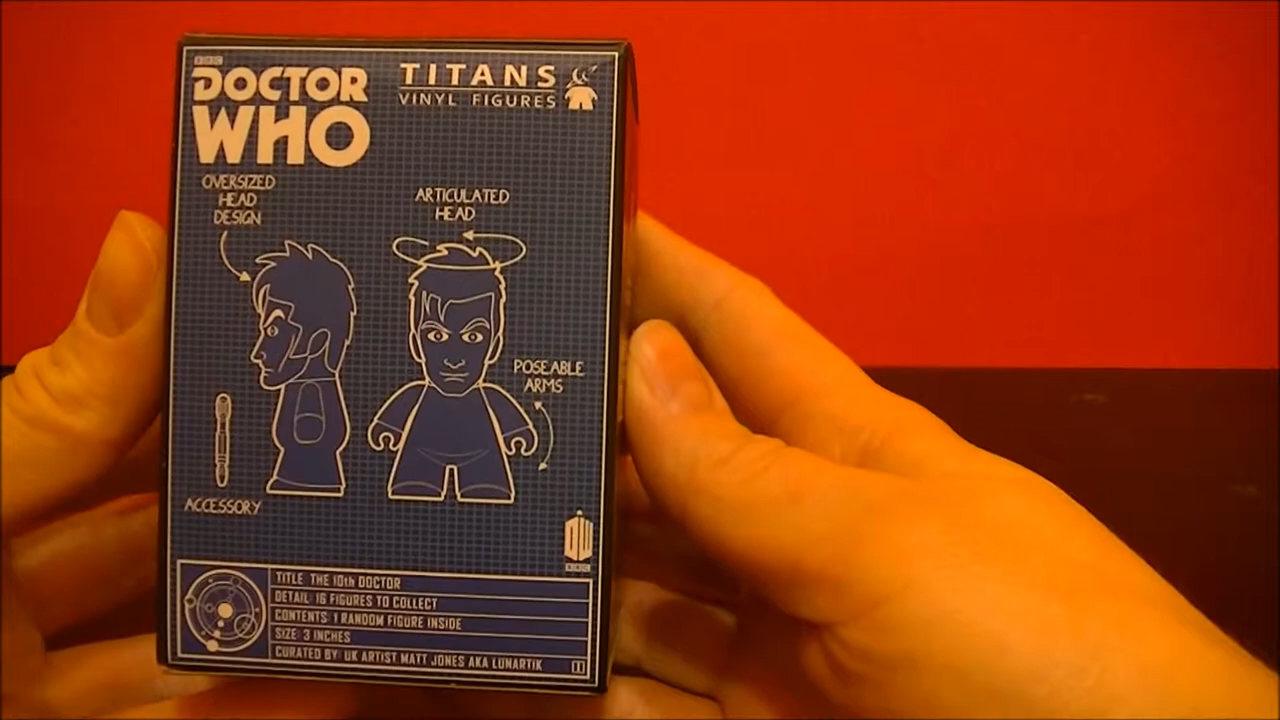 BBC
DOCTOR
WHO
TITANS
VINYL FIGURES
OVERSIZED
HEAD
DESIGN
ARTICULATED
HEAD
POSEABLE
ARMS
ACCESSORY
DW
BBC
TITLE: THE 10th DOCTOR
DETAIL: 16 FIGURES TO COLLECT
CONTENTS: 1 RANDOM FIGURE INSIDE
SIZE: 3 INCHES
CURATED BY: UK ARTIST MATT JONES AKA LUNARTIK